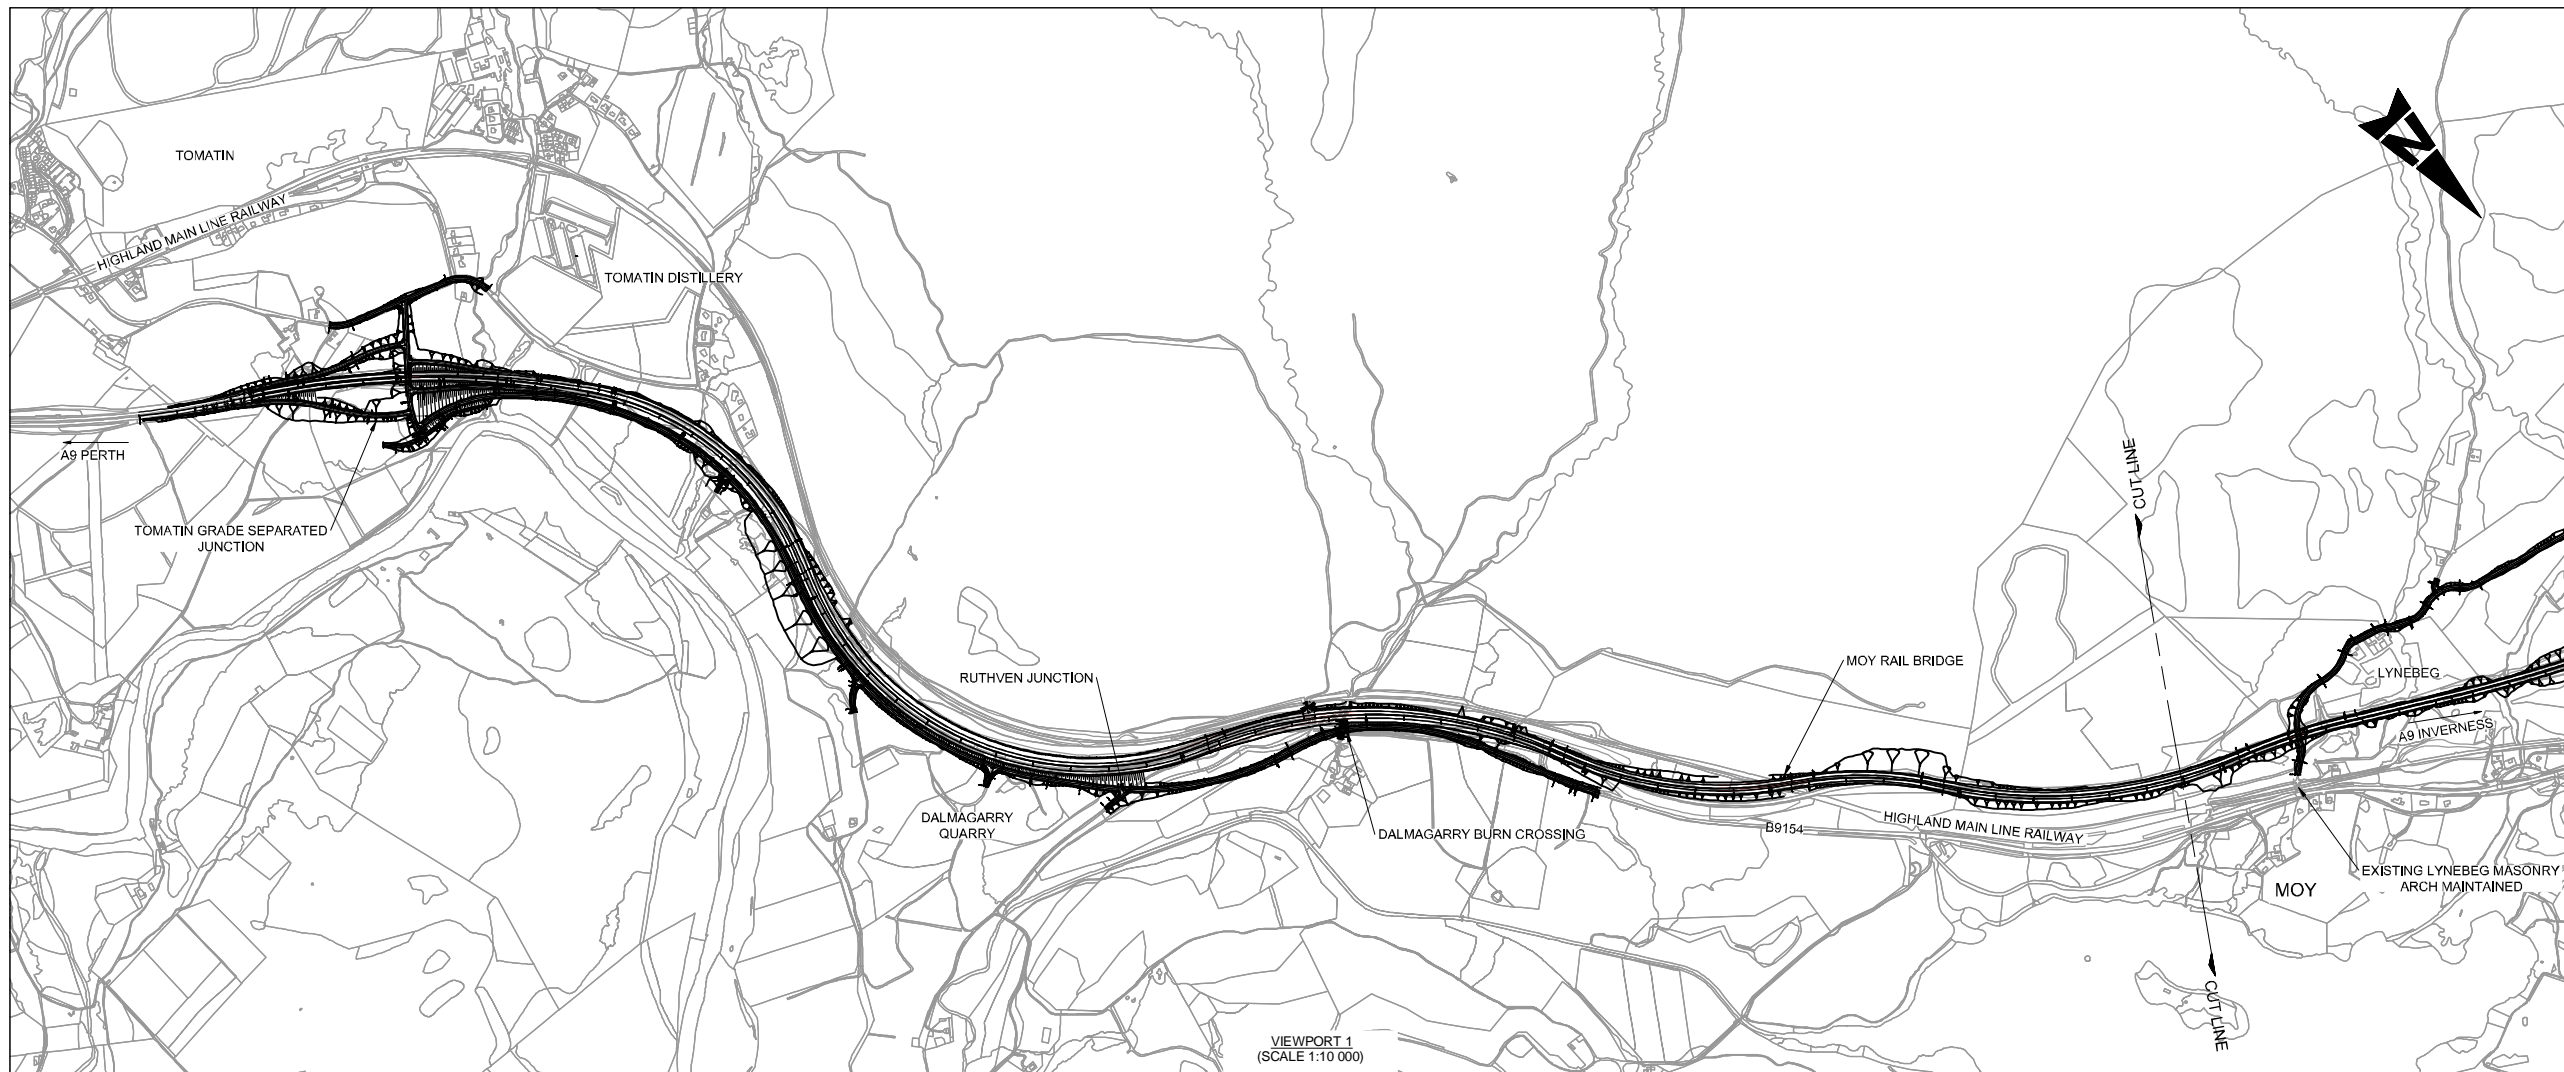 TOMATIN
HIGHLAND MAIN LINE RAILWAY
TOMATIN DISTILLERY
N
A9 PERTH
TOMATIN GRADE SEPARATED
JUNCTION
CUT LINE
RUTHVEN JUNCTION
MOY RAIL BRIDGE
LYNEBEG
A9 INVERNESS
DALMAGARRY
QUARRY
DALMAGARRY BURN CROSSING
B9154
HIGHLAND MAIN LINE RAILWAY
EXISTING LYNEBEG MASONRY
ARCH MAINTAINED
MOY
CUT LINE
VIEWPORT 1
(SCALE 1:10 000)